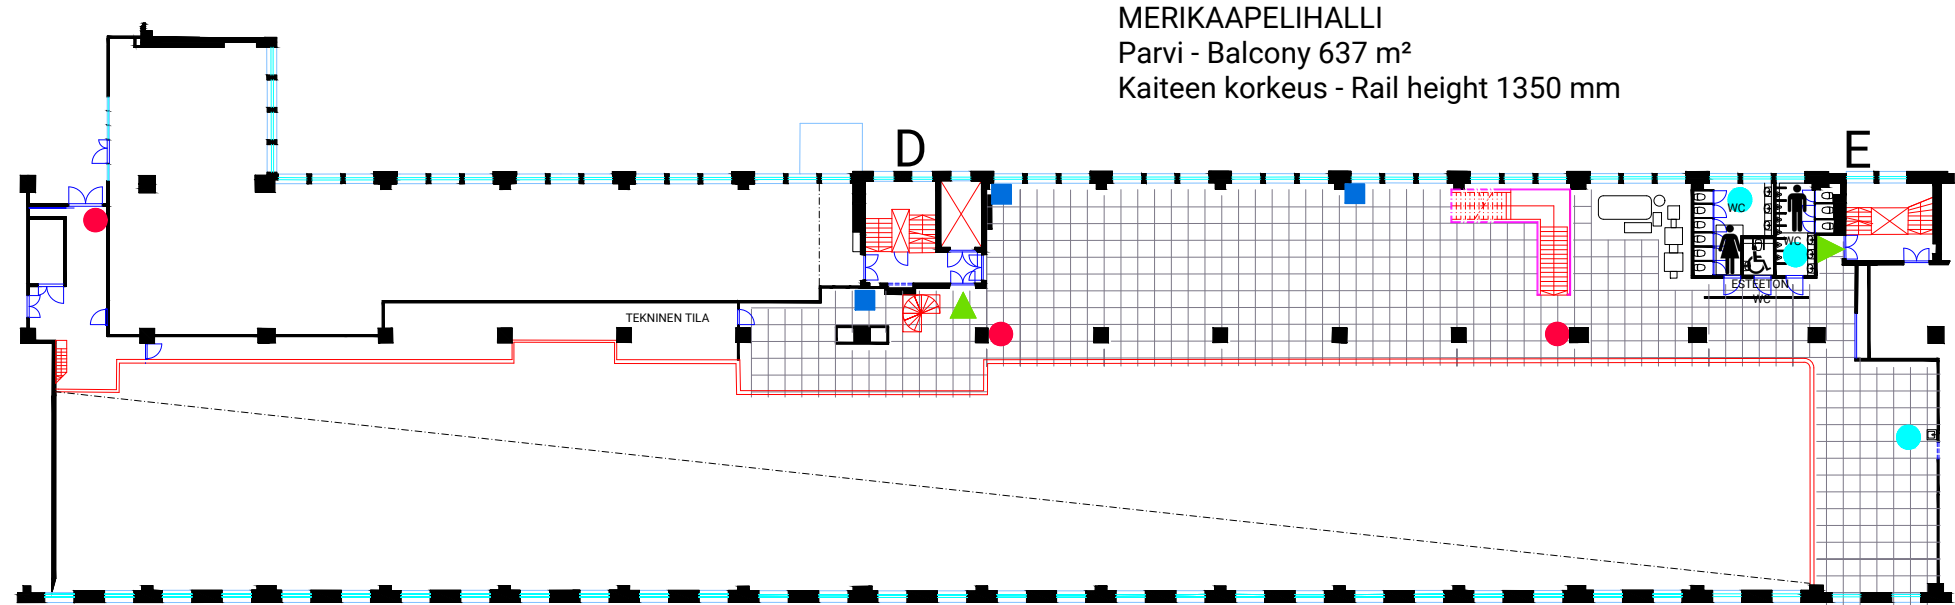 MERIKAAPELIHALLI
Parvi - Balcony 637 m²
Kaiteen korkeus - Rail height 1350 mm
D
E
WC
WC
ESTEETÖN
WC
TEKNINEN TILA